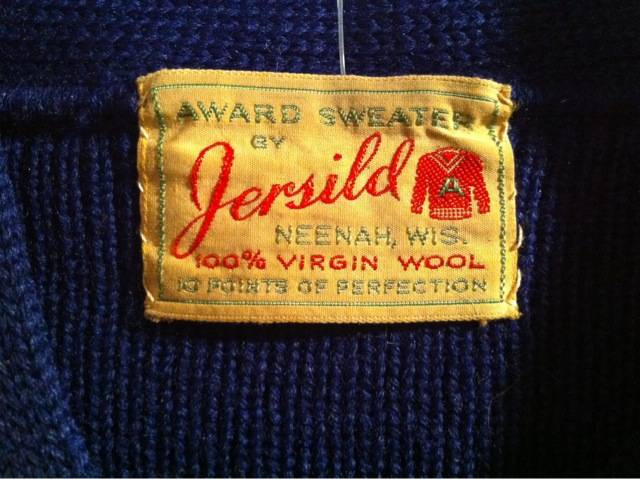 AWARD SWEATER
BY
Jersild
A
NEENAH, WIS.
100% VIRGIN WOOL
10 POINTS OF PERFECTION